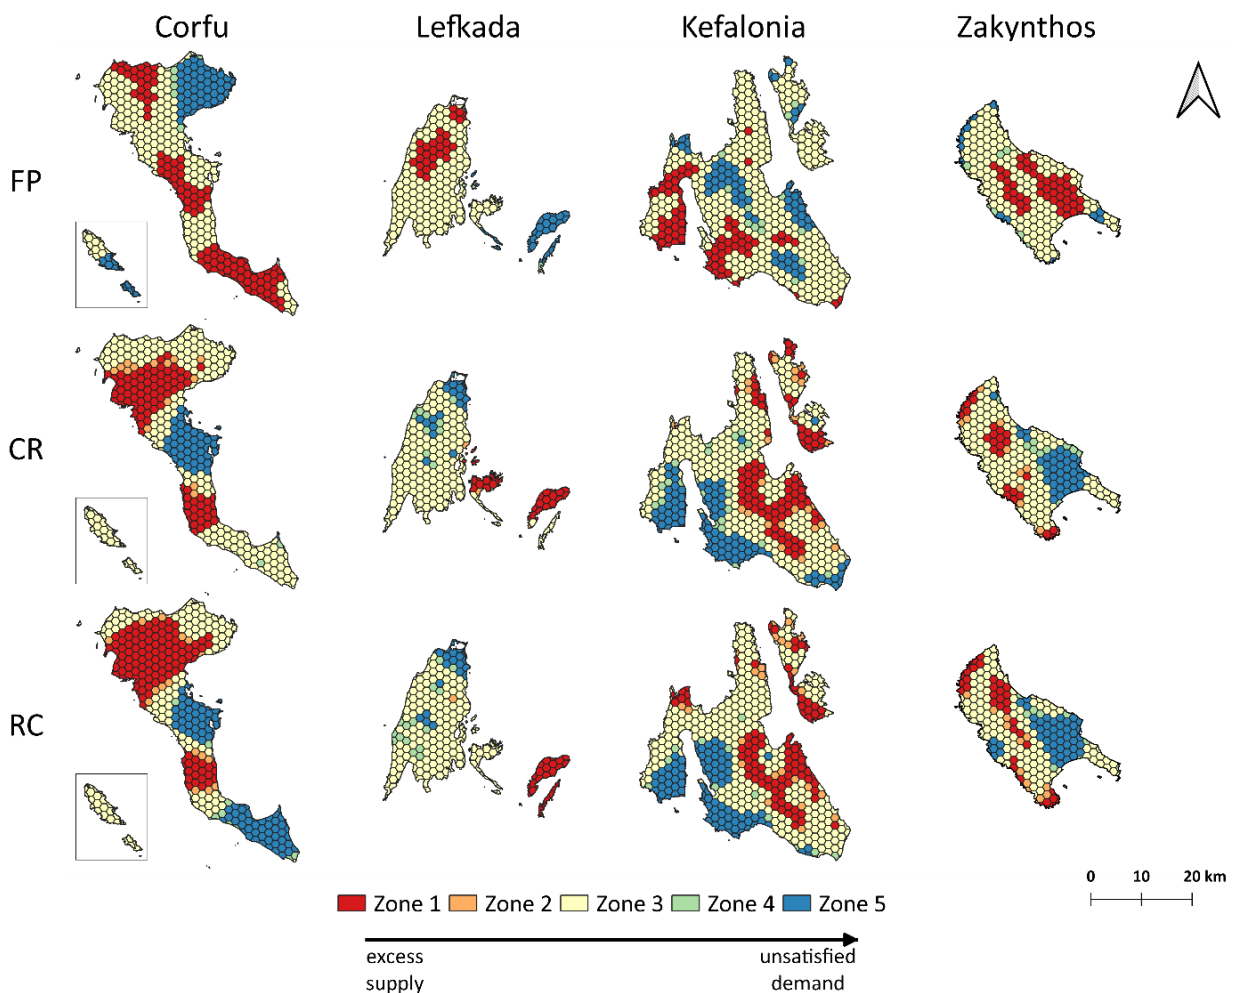 Corfu Lefkada Kefalonia Zakynthos
FP
CR
RC
0 10 20 km
Zone 1 Zone 2 Zone 3 Zone 4 Zone 5
excess supply
unsatisfied demand